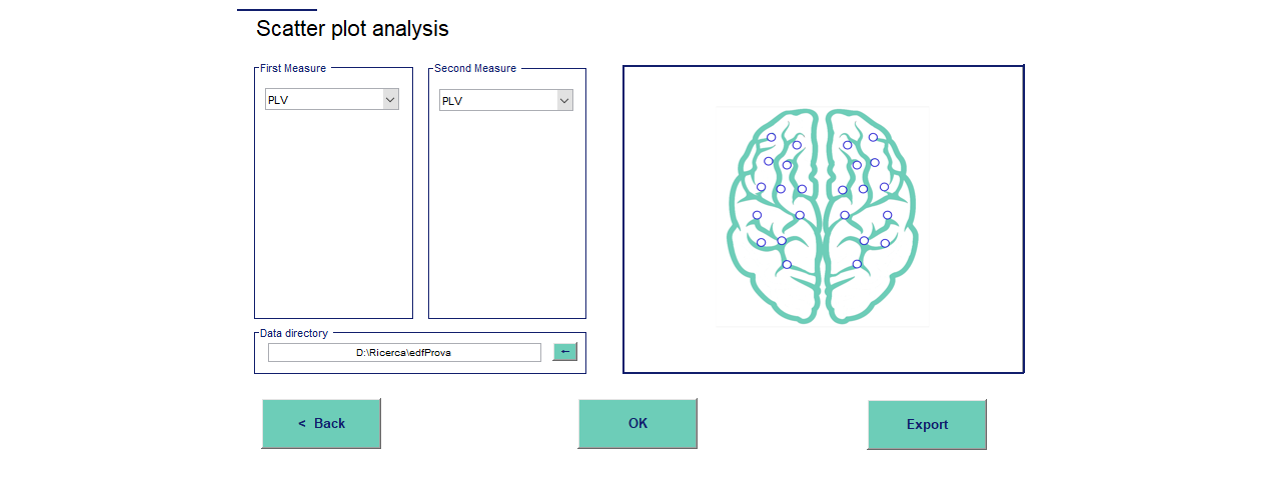 Scatter plot analysis
First Measure
Second Measure
PLV
PLV
Data directory
D:\Ricerca\edfProva
←
< Back
OK
Export